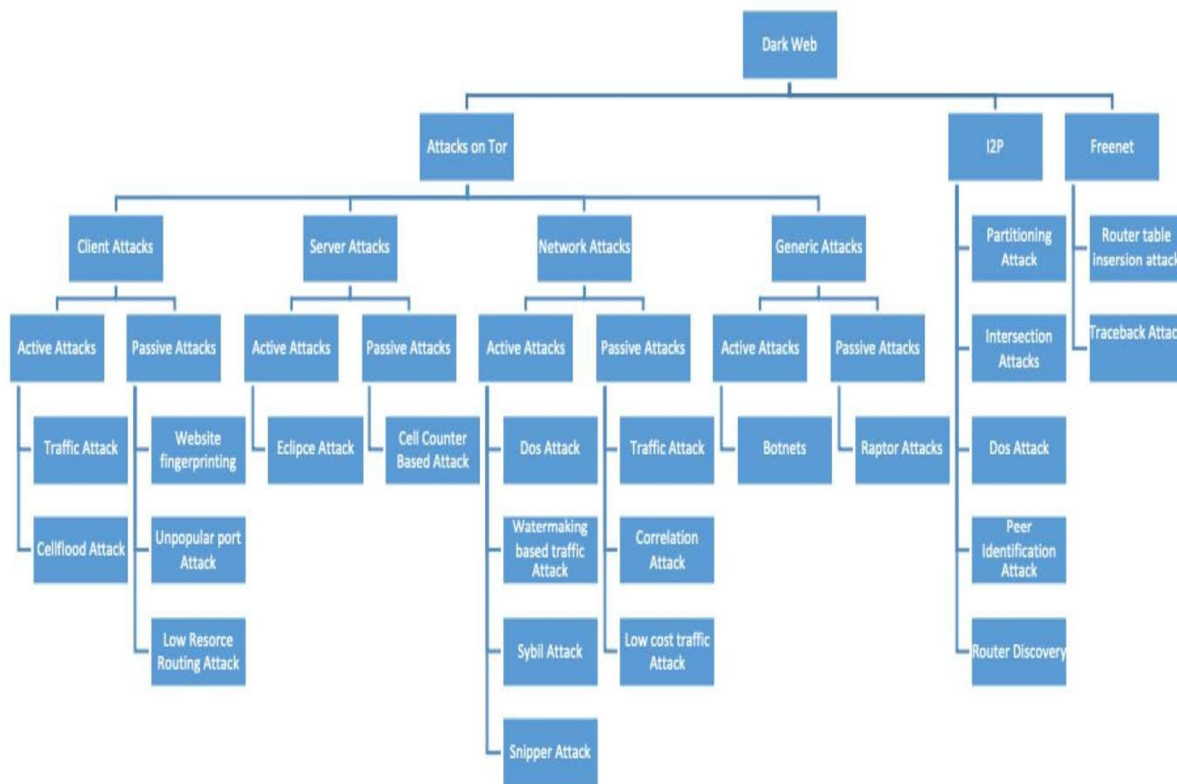 Dark Web
Attacks on Tor
I2P
Freenet
Client Attacks
Server Attacks
Network Attacks
Generic Attacks
Partitioning
Attack
Router table
insersion attack
Active Attacks
Passive Attacks
Active Attacks
Passive Attacks
Active Attacks
Passive Attacks
Active Attacks
Passive Attacks
Intersection
Attacks
Traceback Attack
Traffic Attack
Website
fingerprinting
Eclipce Attack
Cell Counter
Based Attack
Dos Attack
Traffic Attack
Botnets
Raptor Attacks
Dos Attack
Cellflood Attack
Unpopular port
Attack
Watermaking
based traffic
Attack
Correlation
Attack
Peer
Identification
Attack
Low Resorce
Routing Attack
Sybil Attack
Low cost traffic
Attack
Router Discovery
Snipper Attack